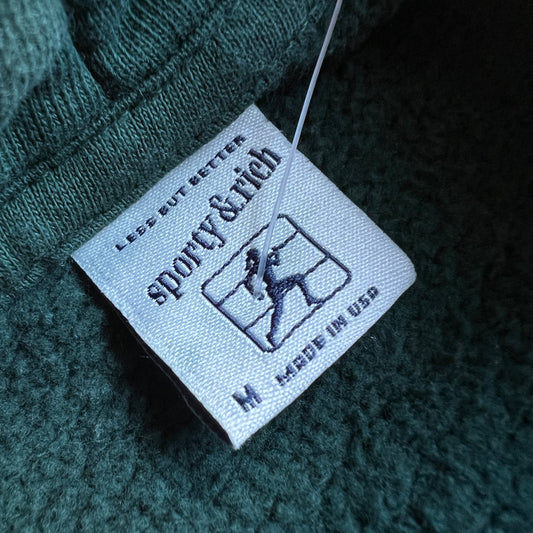 LESS BUT BETTER
sporty & rich
M MADE IN USA